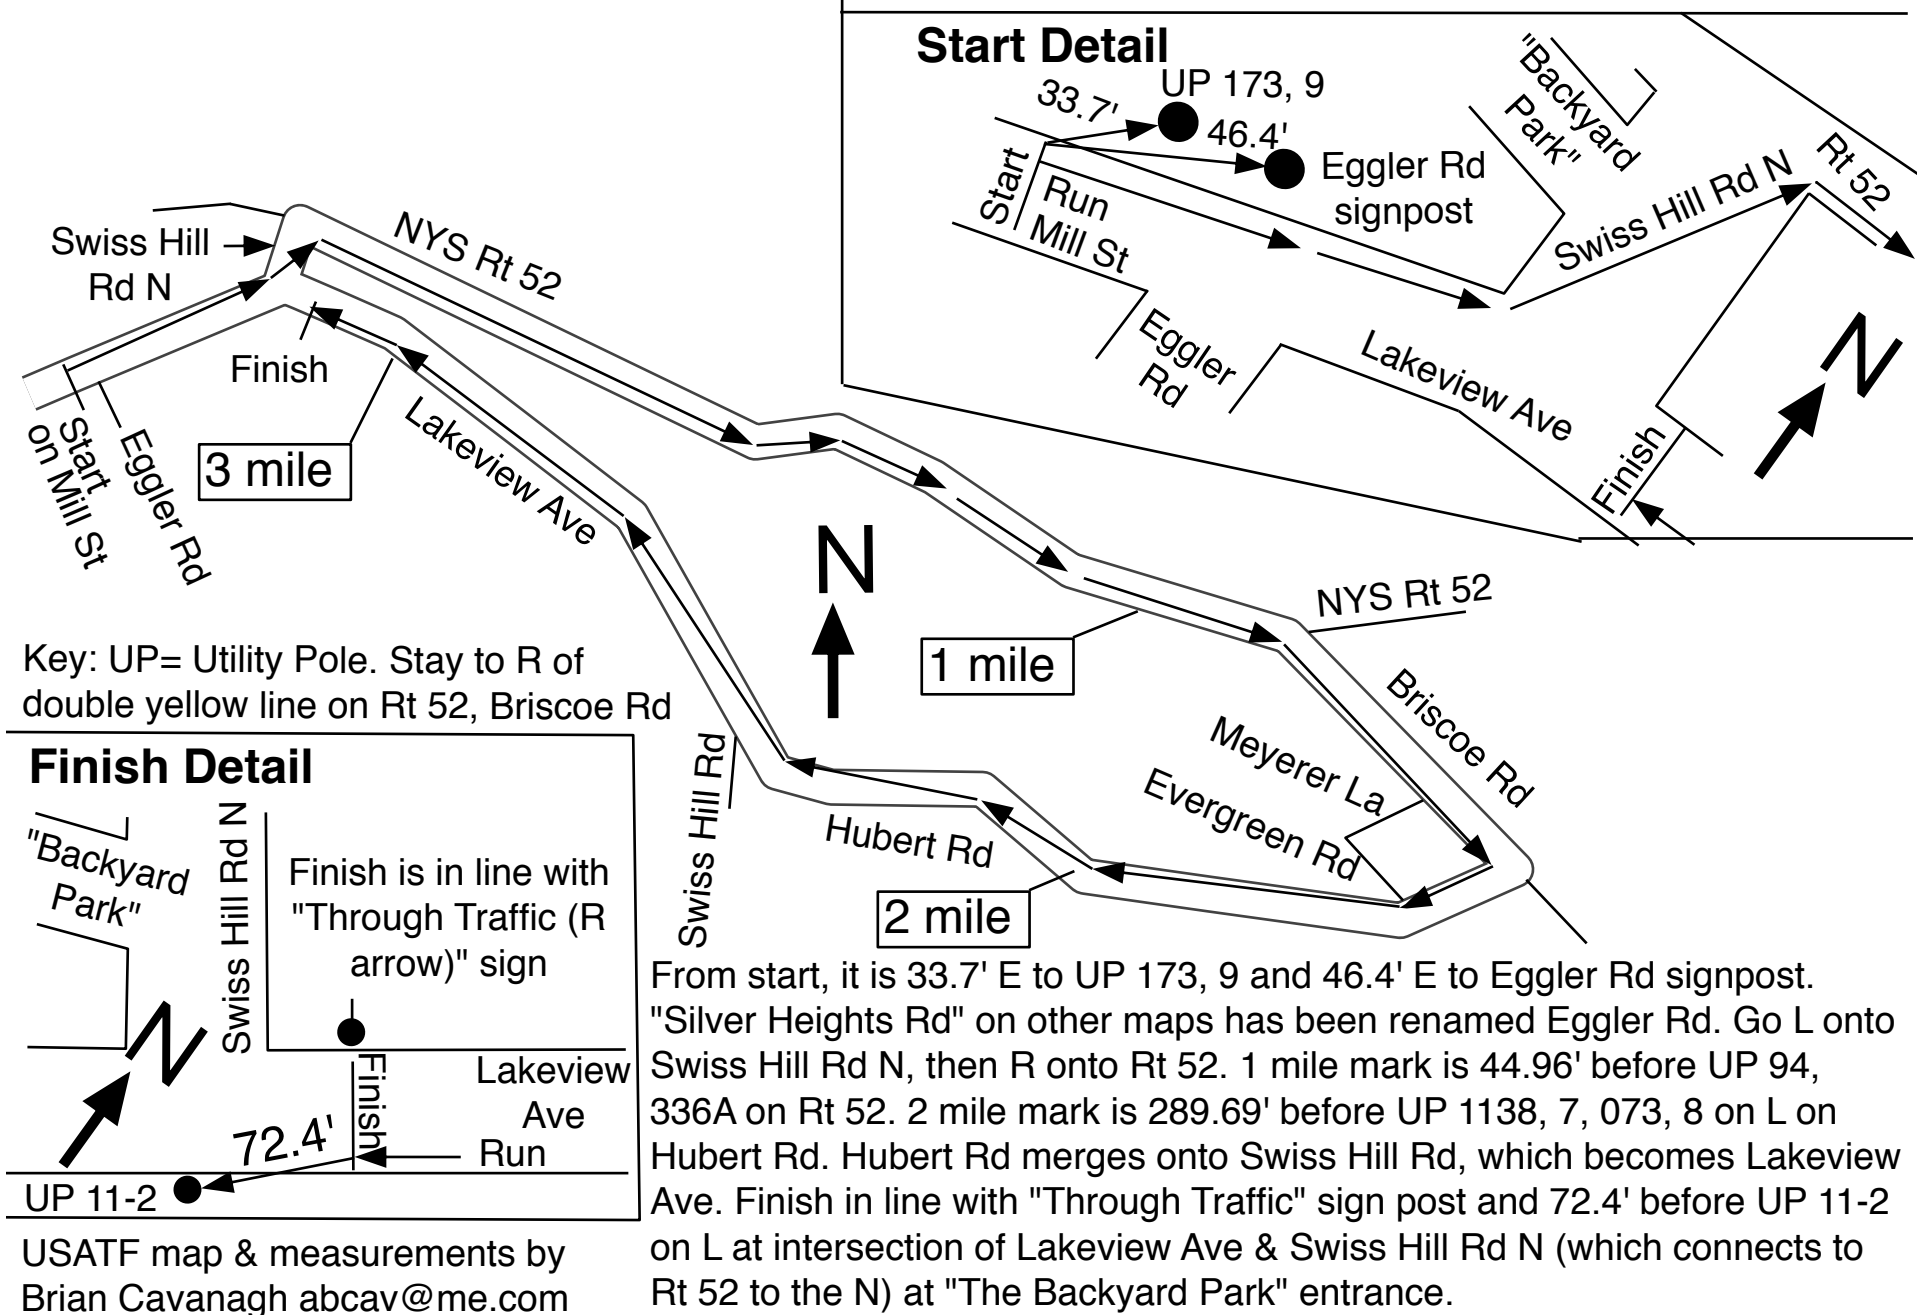 Start Detail
UP 173, 9
33.7'
46.4'
Eggler Rd
signpost
"Backyard
Park"
Rt 52
Start
Run
Mill St
Swiss Hill Rd N
Eggler
Rd
Lakeview Ave
Finish
N
Swiss Hill
Rd N
NYS Rt 52
Finish
Start
on Mill St
Eggler Rd
3 mile
Lakeview Ave
N
NYS Rt 52
1 mile
Briscoe Rd
Meyerer La
Evergreen Rd
Swiss Hill Rd
Hubert Rd
2 mile
Key: UP= Utility Pole. Stay to R of
double yellow line on Rt 52, Briscoe Rd
Finish Detail
"Backyard
Park"
Swiss Hill Rd N
Finish is in line with
"Through Traffic (R
arrow)" sign
N
Finish
Lakeview
Ave
Run
72.4'
UP 11-2
From start, it is 33.7' E to UP 173, 9 and 46.4' E to Eggler Rd signpost.
"Silver Heights Rd" on other maps has been renamed Eggler Rd. Go L onto
Swiss Hill Rd N, then R onto Rt 52. 1 mile mark is 44.96' before UP 94,
336A on Rt 52. 2 mile mark is 289.69' before UP 1138, 7, 073, 8 on L on
Hubert Rd. Hubert Rd merges onto Swiss Hill Rd, which becomes Lakeview
Ave. Finish in line with "Through Traffic" sign post and 72.4' before UP 11-2
on L at intersection of Lakeview Ave & Swiss Hill Rd N (which connects to
Rt 52 to the N) at "The Backyard Park" entrance.
USATF map & measurements by
Brian Cavanagh abcav@me.com